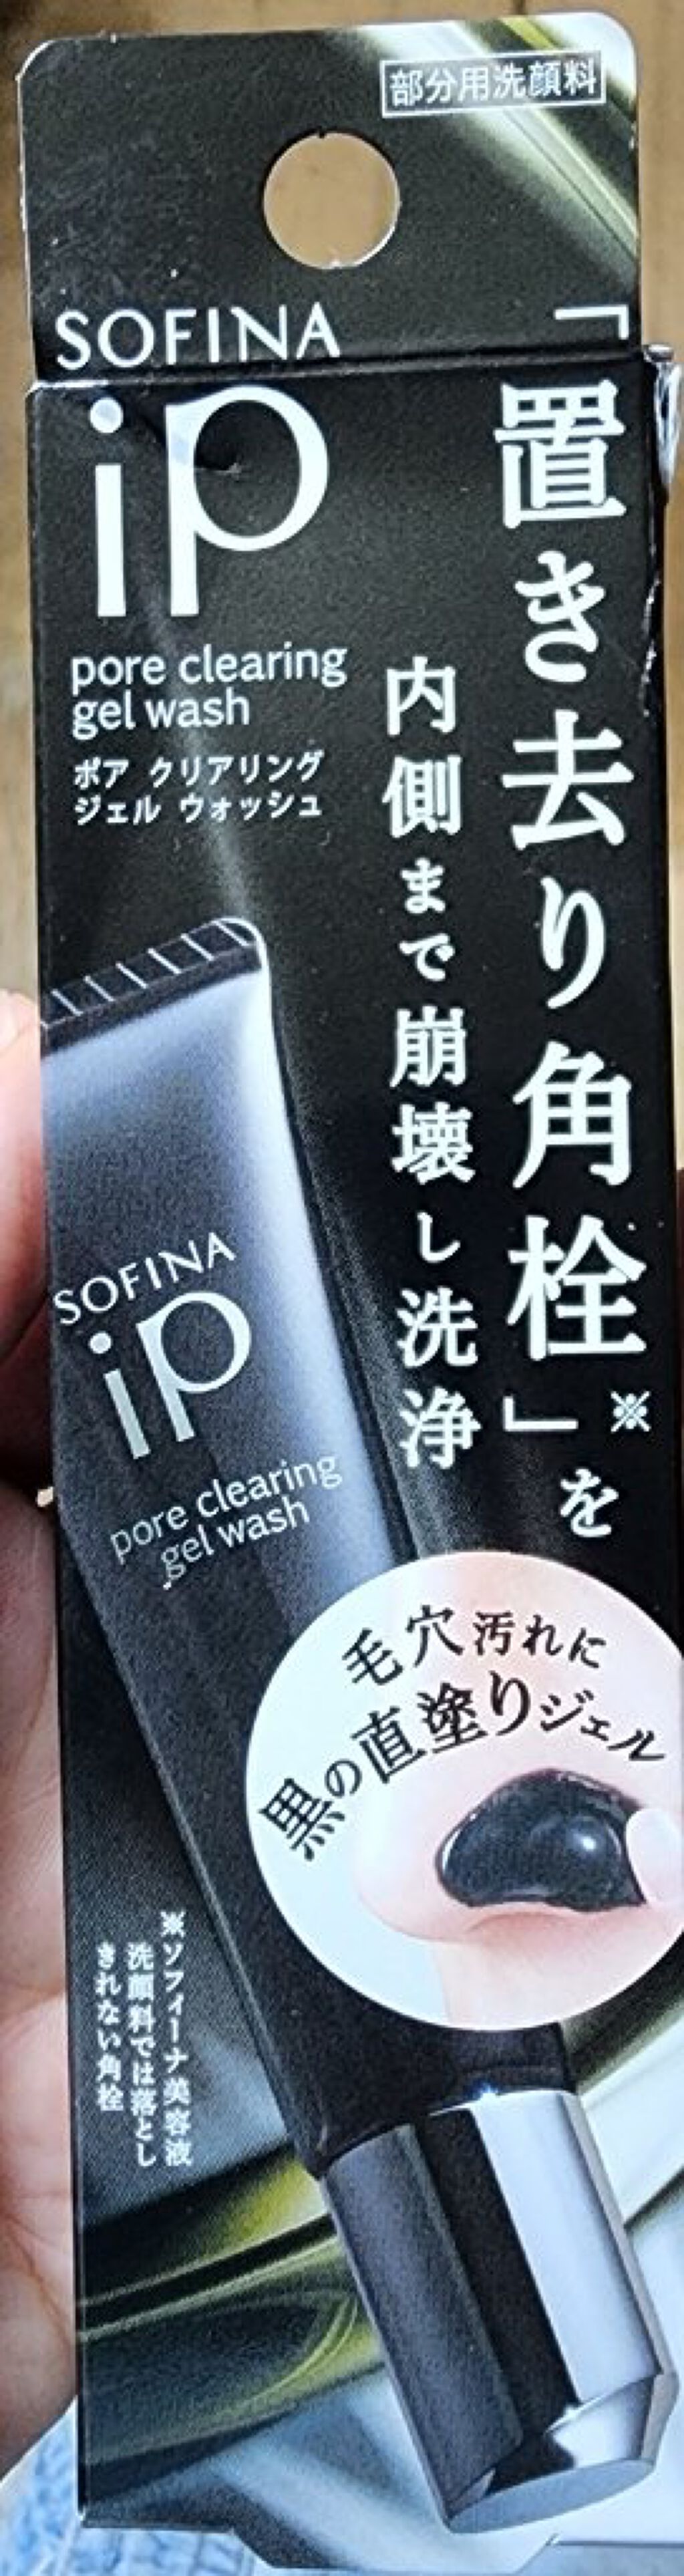 部分用洗顔料
SOFINA
ip
pore clearing
gel wash
ポア クリアリング
ジェル ウォッシュ
「置き去り角栓」※を
内側まで崩壊し洗浄
SOFINA
ip
pore clearing
gel wash
毛穴汚れに
黒の直塗りジェル
※ソフィーナ美容液
洗顔料では落とし
きれない角栓